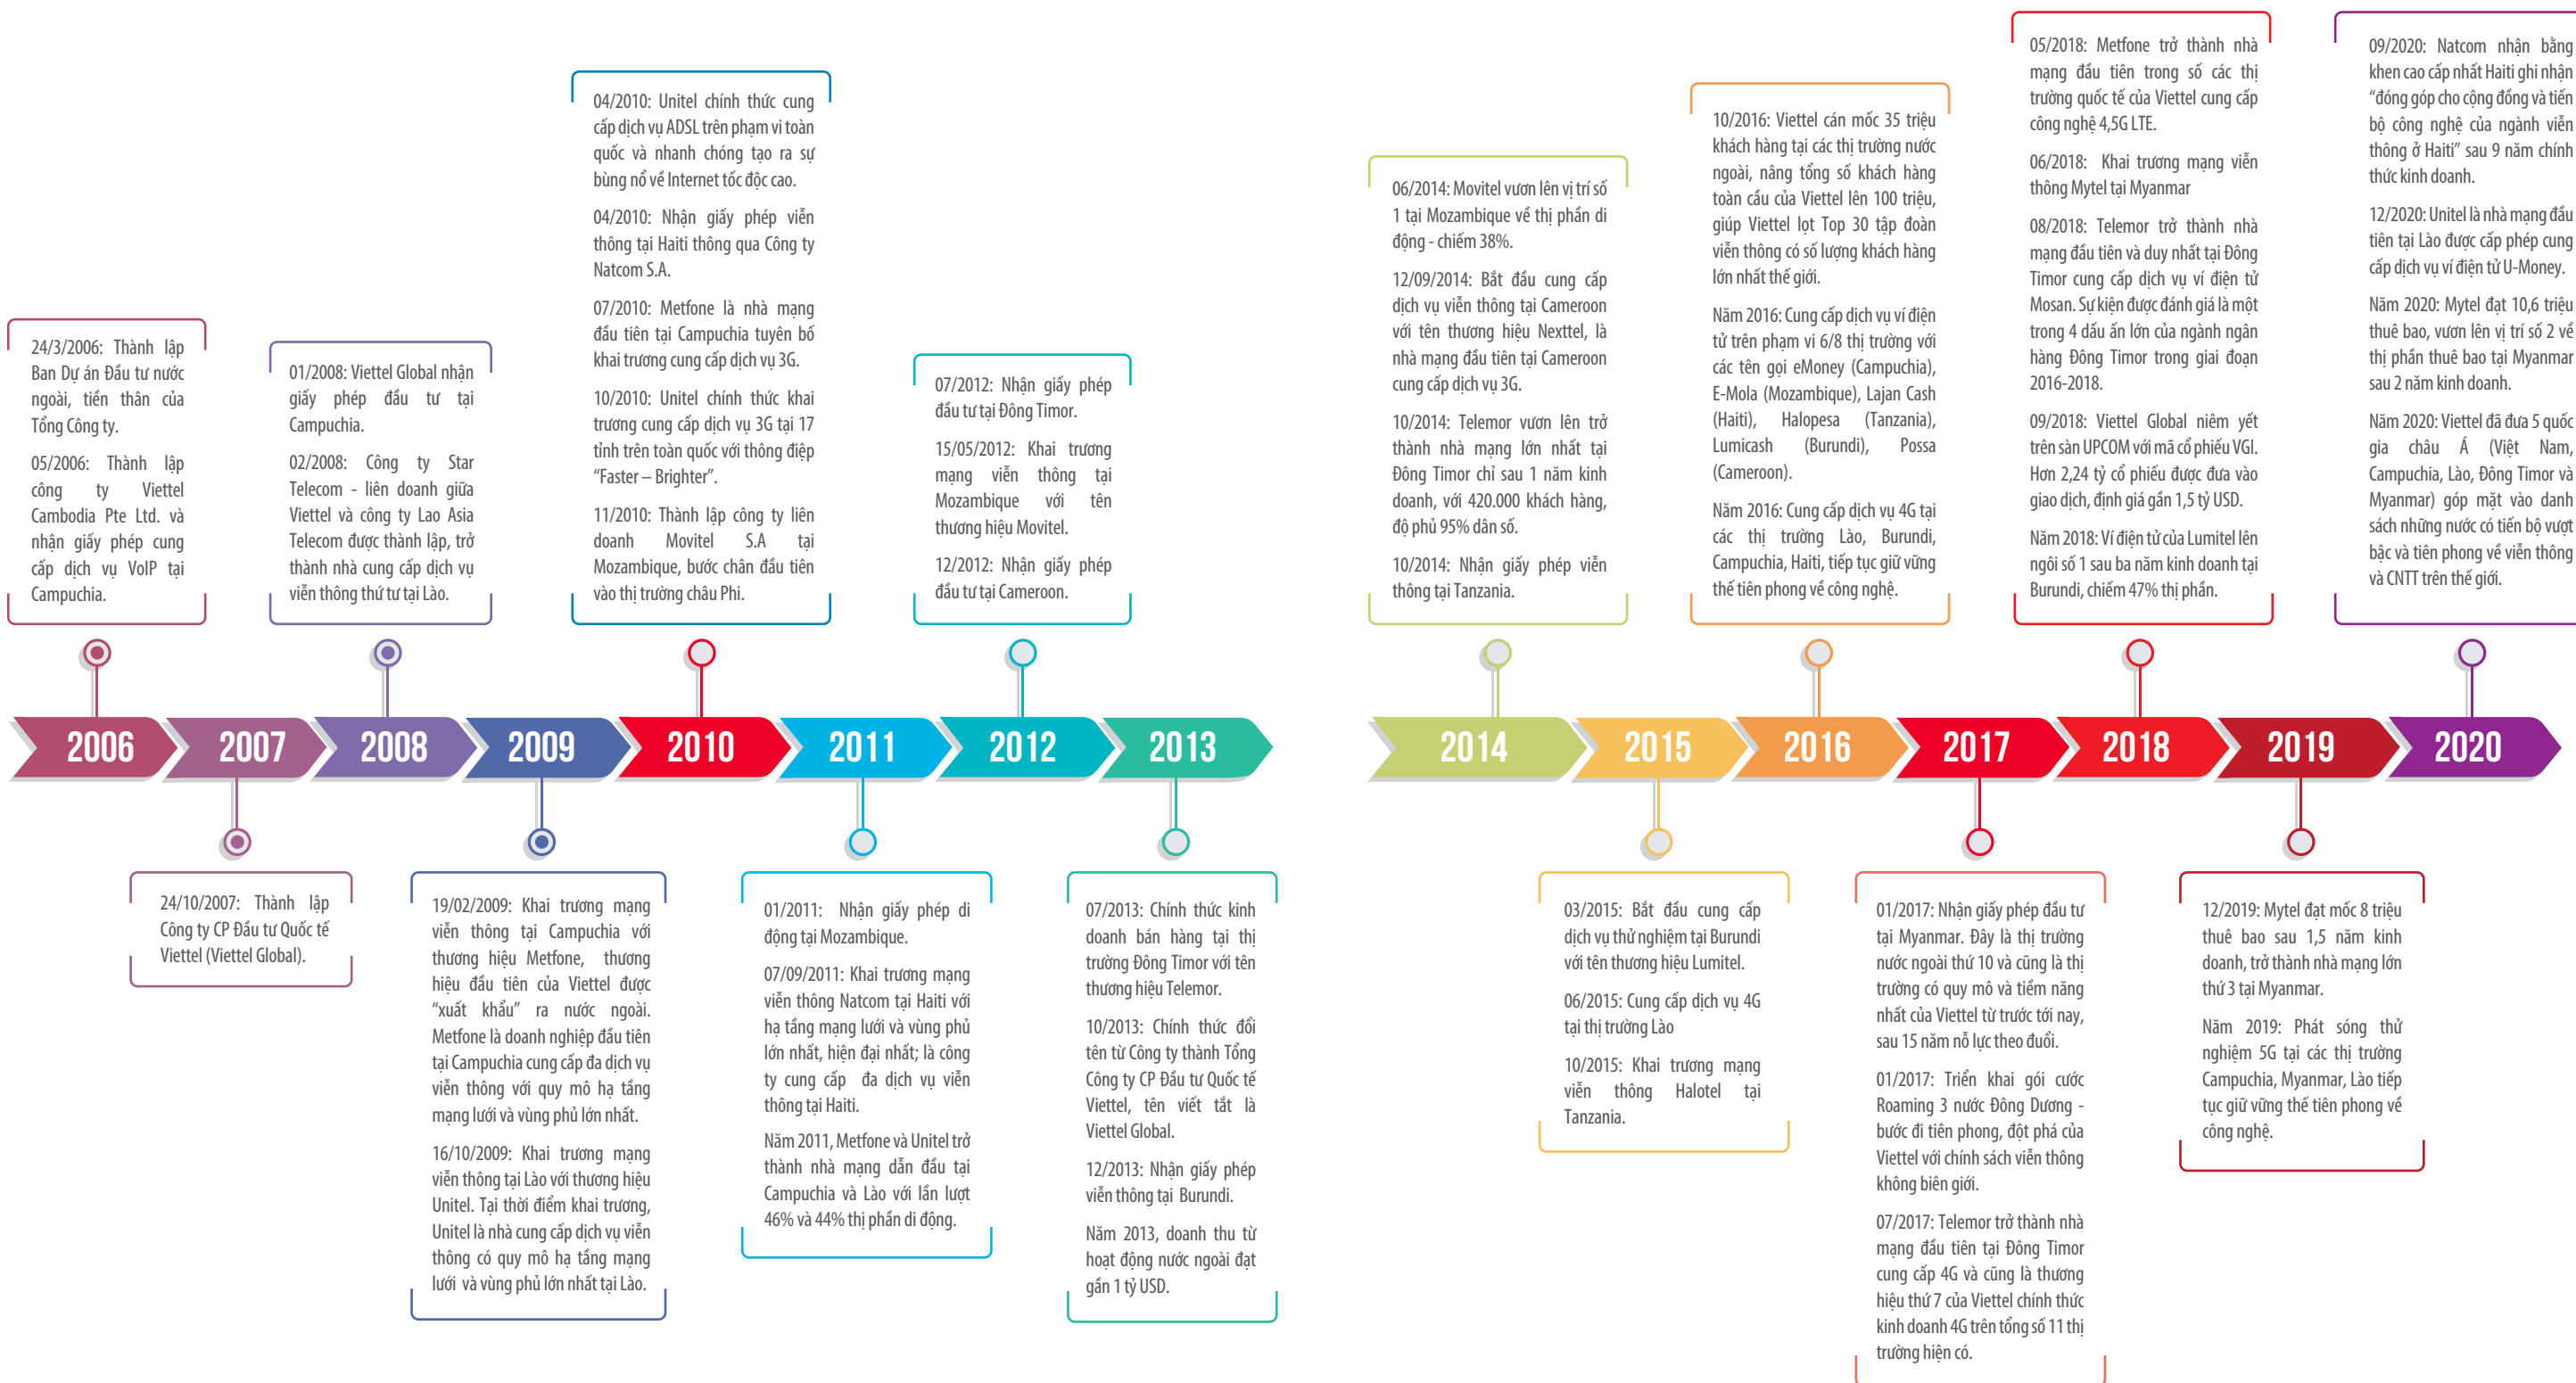 24/3/2006: Thành lập
Ban Dự án Đầu tư nước
ngoài, tiền thân của
Tổng Công ty.
05/2006: Thành lập
công ty Viettel
Cambodia Pte Ltd. và
nhận giấy phép cung
cấp dịch vụ VoIP tại
Campuchia.
01/2008: Viettel Global nhận
giấy phép đầu tư tại
Campuchia.
02/2008: Công ty Star
Telecom - liên doanh giữa
Viettel và công ty Lao Asia
Telecom được thành lập, trở
thành nhà cung cấp dịch vụ
viễn thông thứ tư tại Lào.
04/2010: Unitel chính thức cung
cấp dịch vụ ADSL trên phạm vi toàn
quốc và nhanh chóng tạo ra sự
bùng nổ về Internet tốc độ cao.
04/2010: Nhận giấy phép viễn
thông tại Haiti thông qua Công ty
Natcom S.A.
07/2010: Metfone là nhà mạng
đầu tiên tại Campuchia tuyên bố
khai trương cung cấp dịch vụ 3G.
10/2010: Unitel chính thức khai
trương cung cấp dịch vụ 3G tại 17
tỉnh trên toàn quốc với thông điệp
“Faster – Brighter”.
11/2010: Thành lập công ty liên
doanh Movitel S.A tại
Mozambique, bước chân đầu tiên
vào thị trường châu Phi.
07/2012: Nhận giấy phép
đầu tư tại Đông Timor.
15/05/2012: Khai trương
mạng viễn thông tại
Mozambique với tên
thương hiệu Movitel.
12/2012: Nhận giấy phép
đầu tư tại Cameroon.
06/2014: Movitel vươn lên vị trí số
1 tại Mozambique về thị phần di
động - chiếm 38%.
12/09/2014: Bắt đầu cung cấp
dịch vụ viễn thông tại Cameroon
với tên thương hiệu Nexttel, là
nhà mạng đầu tiên tại Cameroon
cung cấp dịch vụ 3G.
10/2014: Telemor vươn lên trở
thành nhà mạng lớn nhất tại
Đông Timor chỉ sau 1 năm kinh
doanh, với 420.000 khách hàng,
độ phủ 95% dân số.
10/2014: Nhận giấy phép viễn
thông tại Tanzania.
10/2016: Viettel cán mốc 35 triệu
khách hàng tại các thị trường nước
ngoài, nâng tổng số khách hàng
toàn cầu của Viettel lên 100 triệu,
giúp Viettel lọt Top 30 tập đoàn
viễn thông có số lượng khách hàng
lớn nhất thế giới.
Năm 2016: Cung cấp dịch vụ ví điện
tử trên phạm vi 6/8 thị trường với
các tên gọi eMoney (Campuchia),
E-Mola (Mozambique), Lajan Cash
(Haiti), Halopesa (Tanzania),
Lumicash (Burundi), Possa
(Cameroon).
Năm 2016: Cung cấp dịch vụ 4G tại
các thị trường Lào, Burundi,
Campuchia, Haiti, tiếp tục giữ vững
thế tiên phong về công nghệ.
05/2018: Metfone trở thành nhà
mạng đầu tiên trong số các thị
trường quốc tế của Viettel cung cấp
công nghệ 4,5G LTE.
06/2018: Khai trương mạng viễn
thông Mytel tại Myanmar
08/2018: Telemor trở thành nhà
mạng đầu tiên và duy nhất tại Đông
Timor cung cấp dịch vụ ví điện tử
Mosan. Sự kiện được đánh giá là một
trong 4 dấu ấn lớn của ngành ngân
hàng Đông Timor trong giai đoạn
2016-2018.
09/2018: Viettel Global niêm yết
trên sàn UPCOM với mã cổ phiếu VGI.
Hơn 2,24 tỷ cổ phiếu được đưa vào
giao dịch, định giá gần 1,5 tỷ USD.
Năm 2018: Ví điện tử của Lumitel lên
ngôi số 1 sau ba năm kinh doanh tại
Burundi, chiếm 47% thị phần.
09/2020: Natcom nhận bằng
khen cao cấp nhất Haiti ghi nhận
“đóng góp cho cộng đồng và tiến
bộ công nghệ của ngành viễn
thông ở Haiti” sau 9 năm chính
thức kinh doanh.
12/2020: Unitel là nhà mạng đầu
tiên tại Lào được cấp phép cung
cấp dịch vụ ví điện tử U-Money.
Năm 2020: Mytel đạt 10,6 triệu
thuê bao, vươn lên vị trí số 2 về
thị phần thuê bao tại Myanmar
sau 2 năm kinh doanh.
Năm 2020: Viettel đã đưa 5 quốc
gia châu Á (Việt Nam,
Campuchia, Lào, Đông Timor và
Myanmar) góp mặt vào danh
sách những nước có tiến bộ vượt
bậc và tiên phong về viễn thông
và CNTT trên thế giới.
2006
2007
2008
2009
2010
2011
2012
2013
2014
2015
2016
2017
2018
2019
2020
24/10/2007: Thành lập
Công ty CP Đầu tư Quốc tế
Viettel (Viettel Global).
19/02/2009: Khai trương mạng
viễn thông tại Campuchia với
thương hiệu Metfone, thương
hiệu đầu tiên của Viettel được
“xuất khẩu” ra nước ngoài.
Metfone là doanh nghiệp đầu tiên
tại Campuchia cung cấp đa dịch vụ
viễn thông với quy mô hạ tầng
mạng lưới và vùng phủ lớn nhất.
16/10/2009: Khai trương mạng
viễn thông tại Lào với thương hiệu
Unitel. Tại thời điểm khai trương,
Unitel là nhà cung cấp dịch vụ viễn
thông có quy mô hạ tầng mạng
lưới và vùng phủ lớn nhất tại Lào.
01/2011: Nhận giấy phép di
động tại Mozambique.
07/09/2011: Khai trương mạng
viễn thông Natcom tại Haiti với
hạ tầng mạng lưới và vùng phủ
lớn nhất, hiện đại nhất; là công
ty cung cấp đa dịch vụ viễn
thông tại Haiti.
Năm 2011, Metfone và Unitel trở
thành nhà mạng dẫn đầu tại
Campuchia và Lào với lần lượt
46% và 44% thị phần di động.
07/2013: Chính thức kinh
doanh bán hàng tại thị
trường Đông Timor với tên
thương hiệu Telemor.
10/2013: Chính thức đổi
tên từ Công ty thành Tổng
Công ty CP Đầu tư Quốc tế
Viettel, tên viết tắt là
Viettel Global.
12/2013: Nhận giấy phép
viễn thông tại Burundi.
Năm 2013, doanh thu từ
hoạt động nước ngoài đạt
gần 1 tỷ USD.
03/2015: Bắt đầu cung cấp
dịch vụ thử nghiệm tại Burundi
với tên thương hiệu Lumitel.
06/2015: Cung cấp dịch vụ 4G
tại thị trường Lào
10/2015: Khai trương mạng
viễn thông Halotel tại
Tanzania.
01/2017: Nhận giấy phép đầu tư
tại Myanmar. Đây là thị trường
nước ngoài thứ 10 và cũng là thị
trường có quy mô và tiềm năng
nhất của Viettel từ trước tới nay,
sau 15 năm nỗ lực theo đuổi.
01/2017: Triển khai gói cước
Roaming 3 nước Đông Dương -
bước đi tiên phong, đột phá của
Viettel với chính sách viễn thông
không biên giới.
07/2017: Telemor trở thành nhà
mạng đầu tiên tại Đông Timor
cung cấp 4G và cũng là thương
hiệu thứ 7 của Viettel chính thức
kinh doanh 4G trên tổng số 11 thị
trường hiện có.
12/2019: Mytel đạt mốc 8 triệu
thuê bao sau 1,5 năm kinh
doanh, trở thành nhà mạng lớn
thứ 3 tại Myanmar.
Năm 2019: Phát sóng thử
nghiệm 5G tại các thị trường
Campuchia, Myanmar, Lào tiếp
tục giữ vững thế tiên phong về
công nghệ.